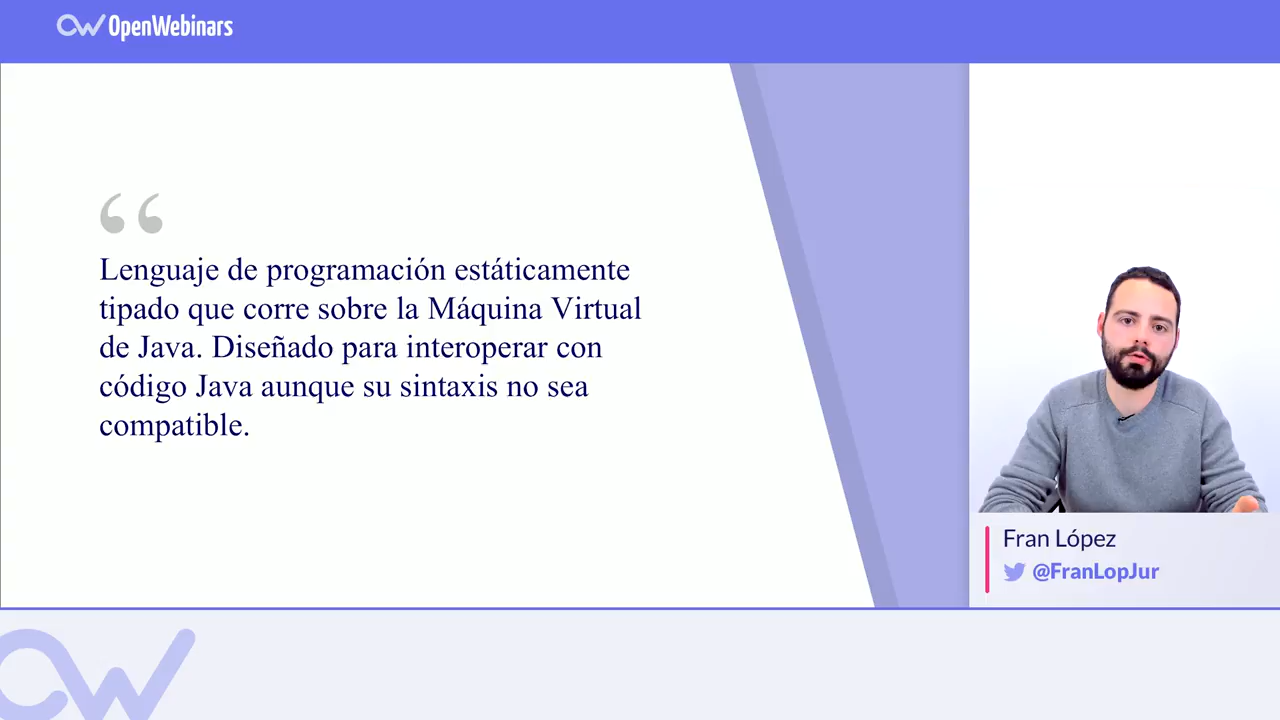 OpenWebinars
“
Lenguaje de programación estáticamente
tipado que corre sobre la Máquina Virtual
de Java. Diseñado para interoperar con
código Java aunque su sintaxis no sea
compatible.
Fran López
@FranLopJur